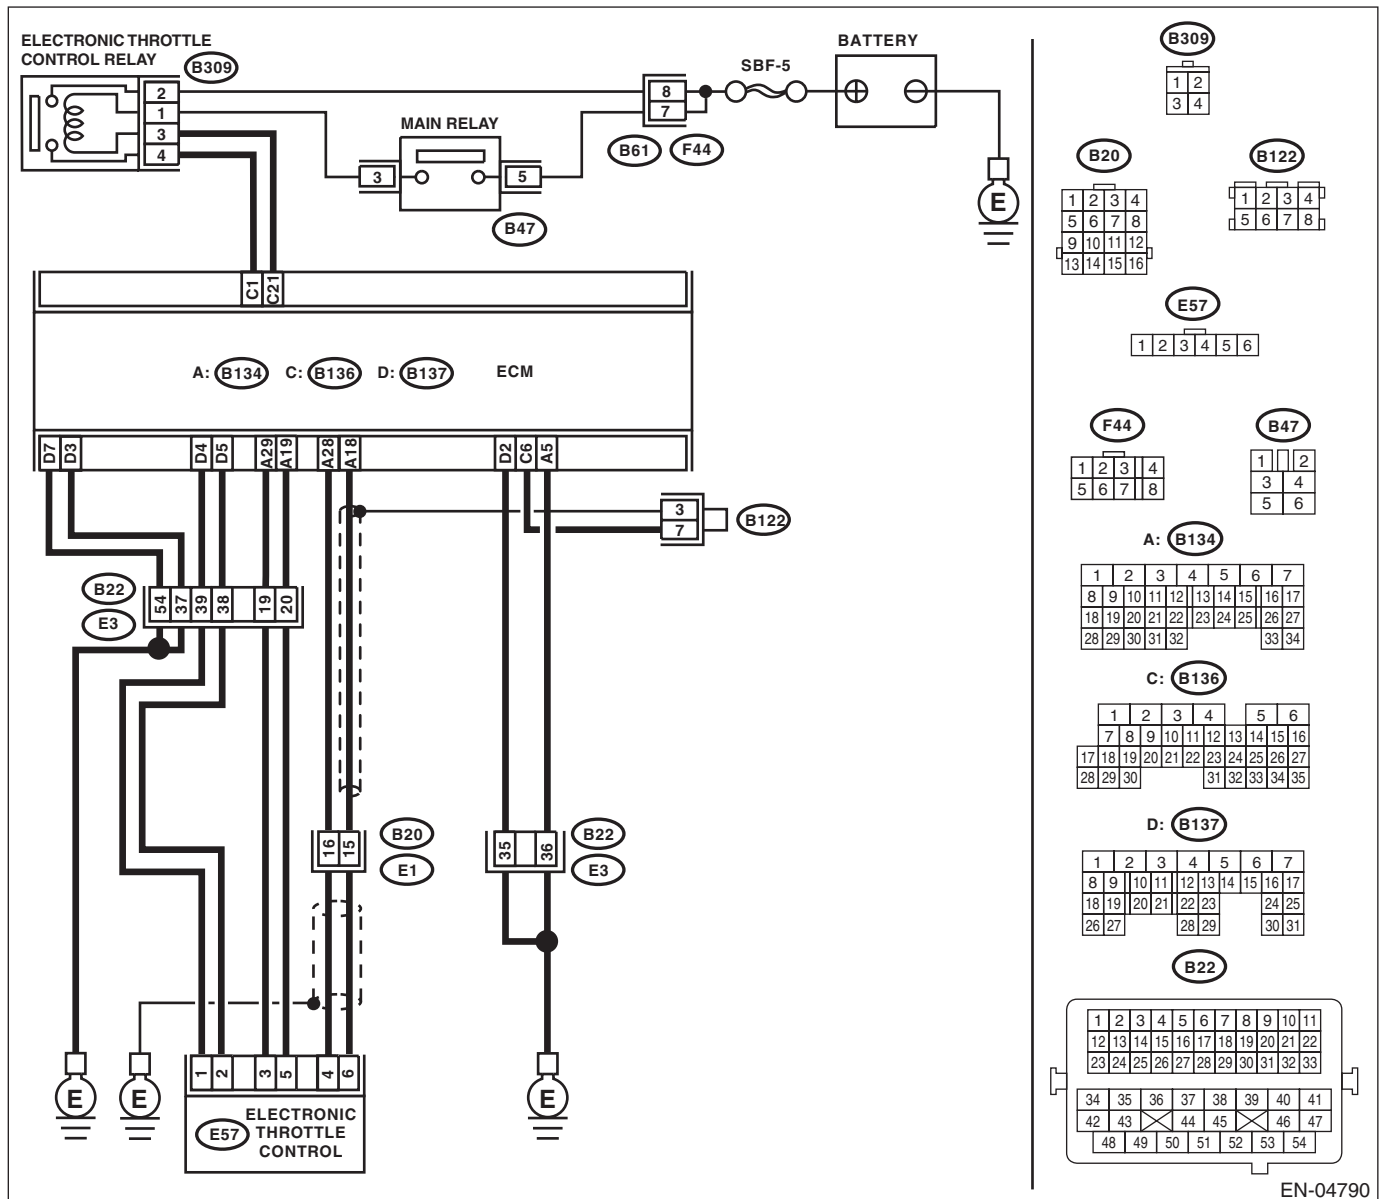 ELECTRONIC THROTTLE
CONTROL RELAY
B309
2
1
3
4
MAIN RELAY
3
5
B47
8
7
B61
F44
SBF-5
BATTERY
E
C1
C21
A: B134 C: B136 D: B137 ECM
D7 D3 D4 D5 A29 A19 A28 A18 D2 C6 A5
3
7
B122
B22
E3
54 37 39 38 19 20
16 15
B20
E1
35 36
B22
E3
E
E
E
1 2 3 5 4 6
E57
ELECTRONIC
THROTTLE
CONTROL
B309
1 2
3 4
B20
1 2 3 4
5 6 7 8
9 10 11 12
13 14 15 16
B122
1 2 3 4
5 6 7 8
E57
1 2 3 4 5 6
F44
1 2 3 4
5 6 7 8
B47
1 2
3 4
5 6
A: B134
1 2 3 4 5 6 7
8 9 10 11 12 13 14 15 16 17
18 19 20 21 22 23 24 25 26 27
28 29 30 31 32 33 34
C: B136
1 2 3 4 5 6
7 8 9 10 11 12 13 14 15 16
17 18 19 20 21 22 23 24 25 26 27
28 29 30 31 32 33 34 35
D: B137
1 2 3 4 5 6 7
8 9 10 11 12 13 14 15 16 17
18 19 20 21 22 23 24 25
26 27 28 29 30 31
B22
1 2 3 4 5 6 7 8 9 10 11
12 13 14 15 16 17 18 19 20 21 22
23 24 25 26 27 28 29 30 31 32 33
34 35 36 37 38 39 40 41
42 43 44 45 46 47
48 49 50 51 52 53 54
EN-04790